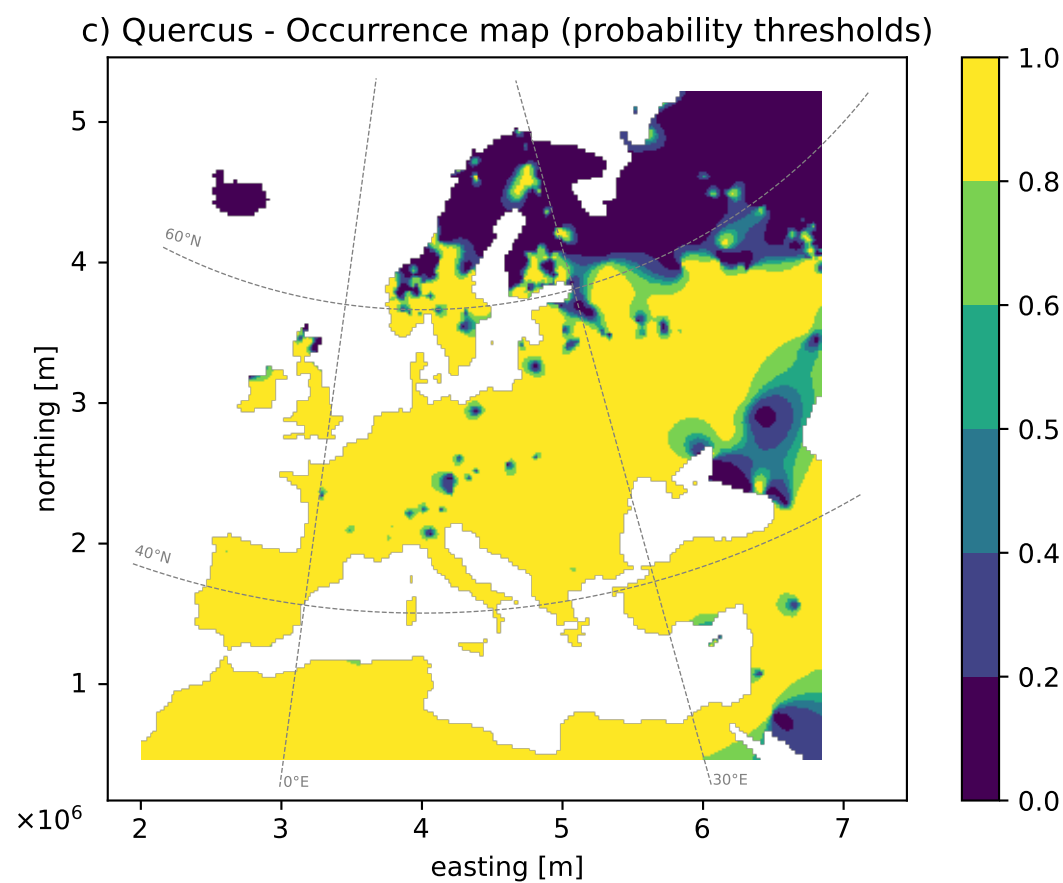 c) Quercus - Occurrence map (probability thresholds)
northing [m]
5
4
3
2
1
60°N
40°N
0°E
30°E
×10⁶
2 3 4 5 6 7
easting [m]
1.0
0.8
0.6
0.5
0.4
0.2
0.0